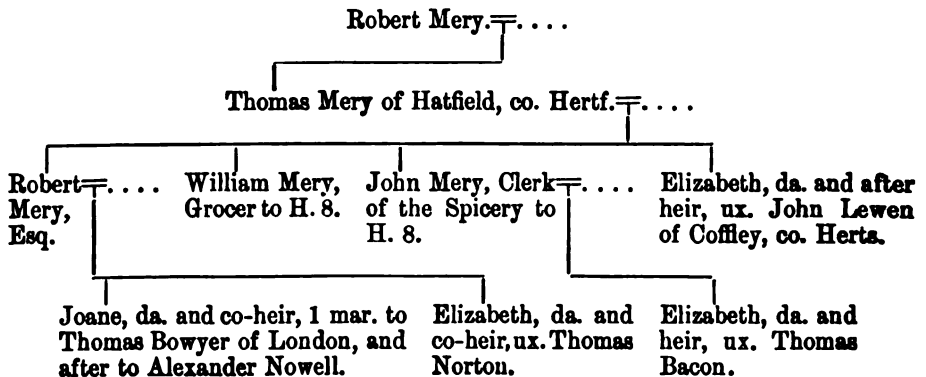 Robert Mery.=....
Thomas Mery of Hatfield, co. Hertf.=....
Robert=....
Mery,
Esq.
William Mery,
Grocer to H. 8.
John Mery, Clerk=....
of the Spicery to
H. 8.
Elizabeth, da. and after
heir, ux. John Lewen
of Coffley, co. Herts.
Joane, da. and co-heir, 1 mar. to
Thomas Bowyer of London, and
after to Alexander Nowell.
Elizabeth, da. and
co-heir, ux. Thomas
Norton.
Elizabeth, da. and
heir, ux. Thomas
Bacon.